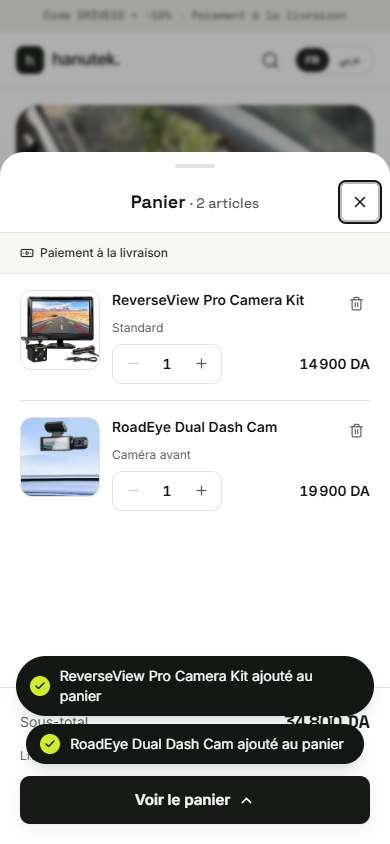 Code DRIVE10 = -10% · Paiement à la livraison
hanutek.
FR
عربي
Panier · 2 articles
Paiement à la livraison
ReverseView Pro Camera Kit
Standard
1
14 900 DA
RoadEye Dual Dash Cam
Caméra avant
1
19 900 DA
ReverseView Pro Camera Kit ajouté au
panier
Sous-total
34 800 DA
RoadEye Dual Dash Cam ajouté au panier
Voir le panier